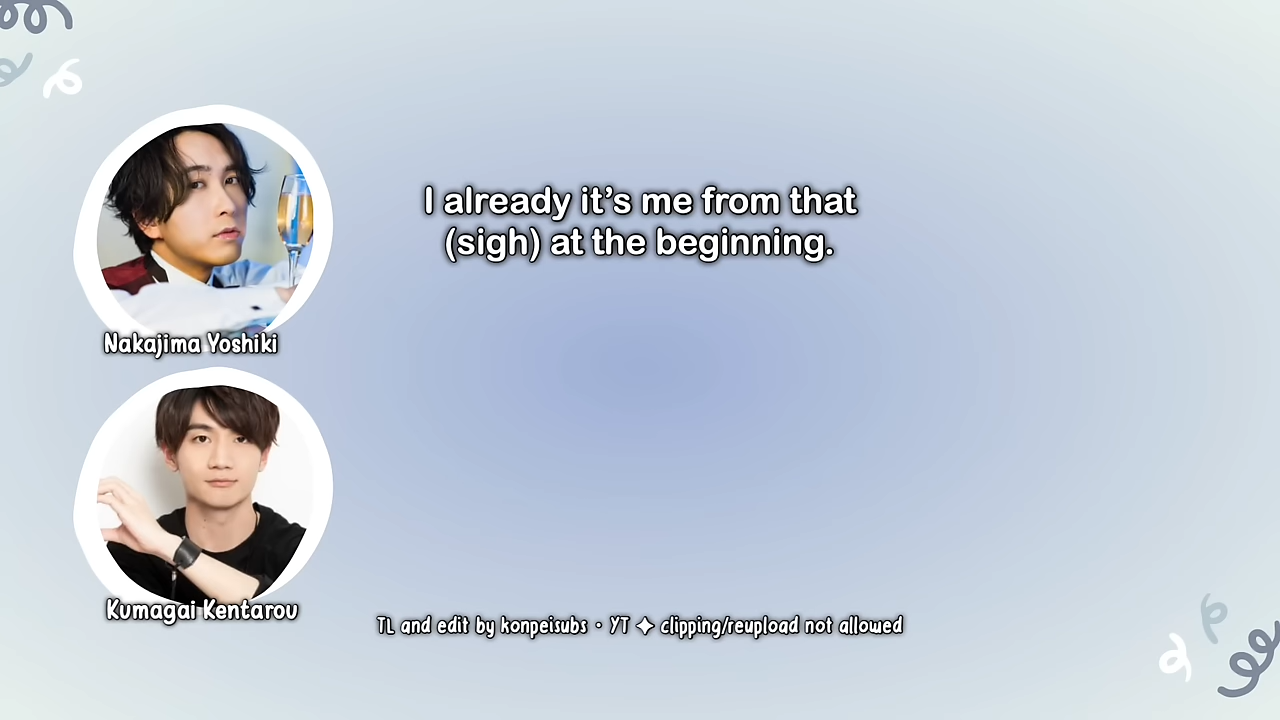 I already it's me from that
(sigh) at the beginning.
Nakajima Yoshiki
Kumagai Kentarou
TL and edit by konpeisubs • YT ✦ clipping/reupload not allowed